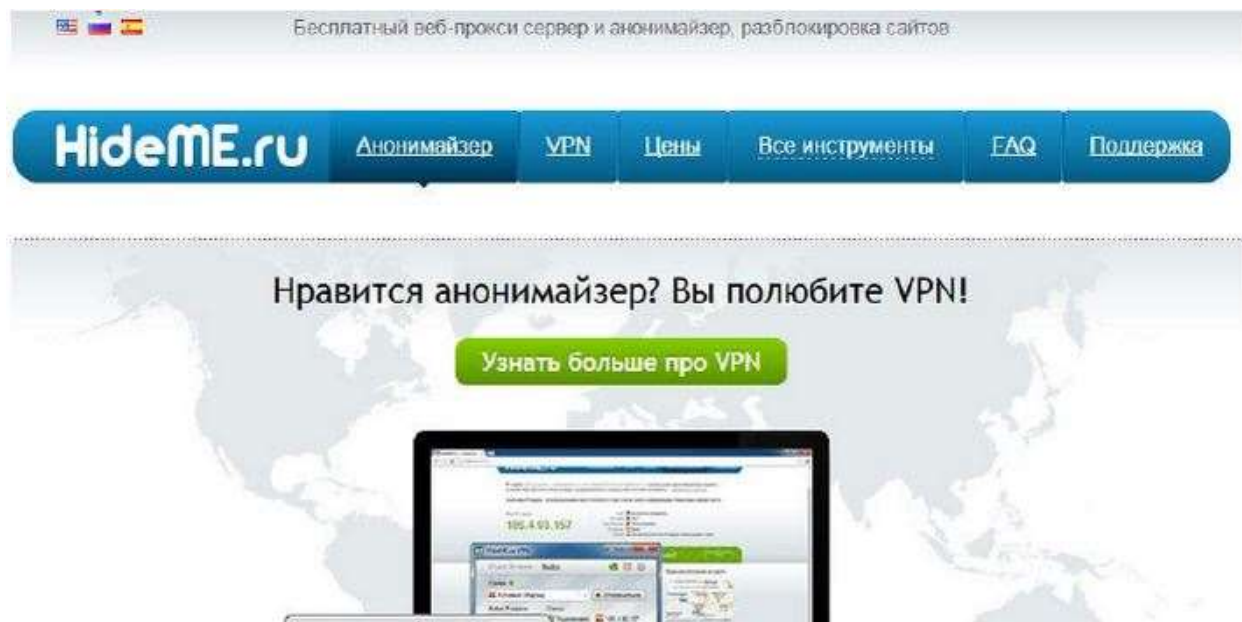 Бесплатный веб-прокси сервер и анонимайзер, разблокировка сайтов
HideME.ru Анонимайзер VPN Цены Все инструменты FAQ Поддержка
Нравится анонимайзер? Вы полюбите VPN!
Узнать больше про VPN